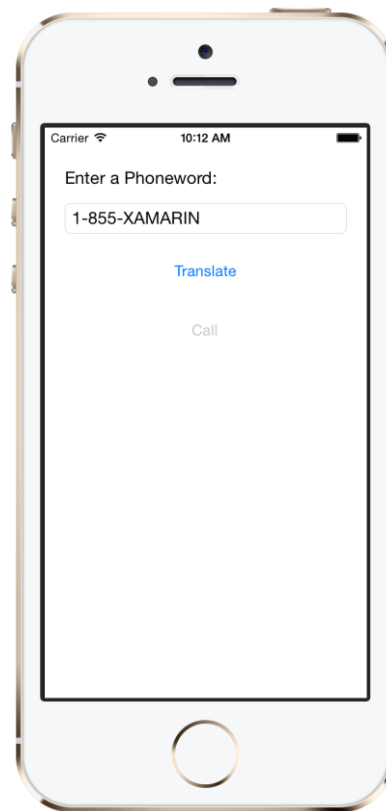 Carrier 10:12 AM
Enter a Phoneword:
1-855-XAMARIN
Translate
Call